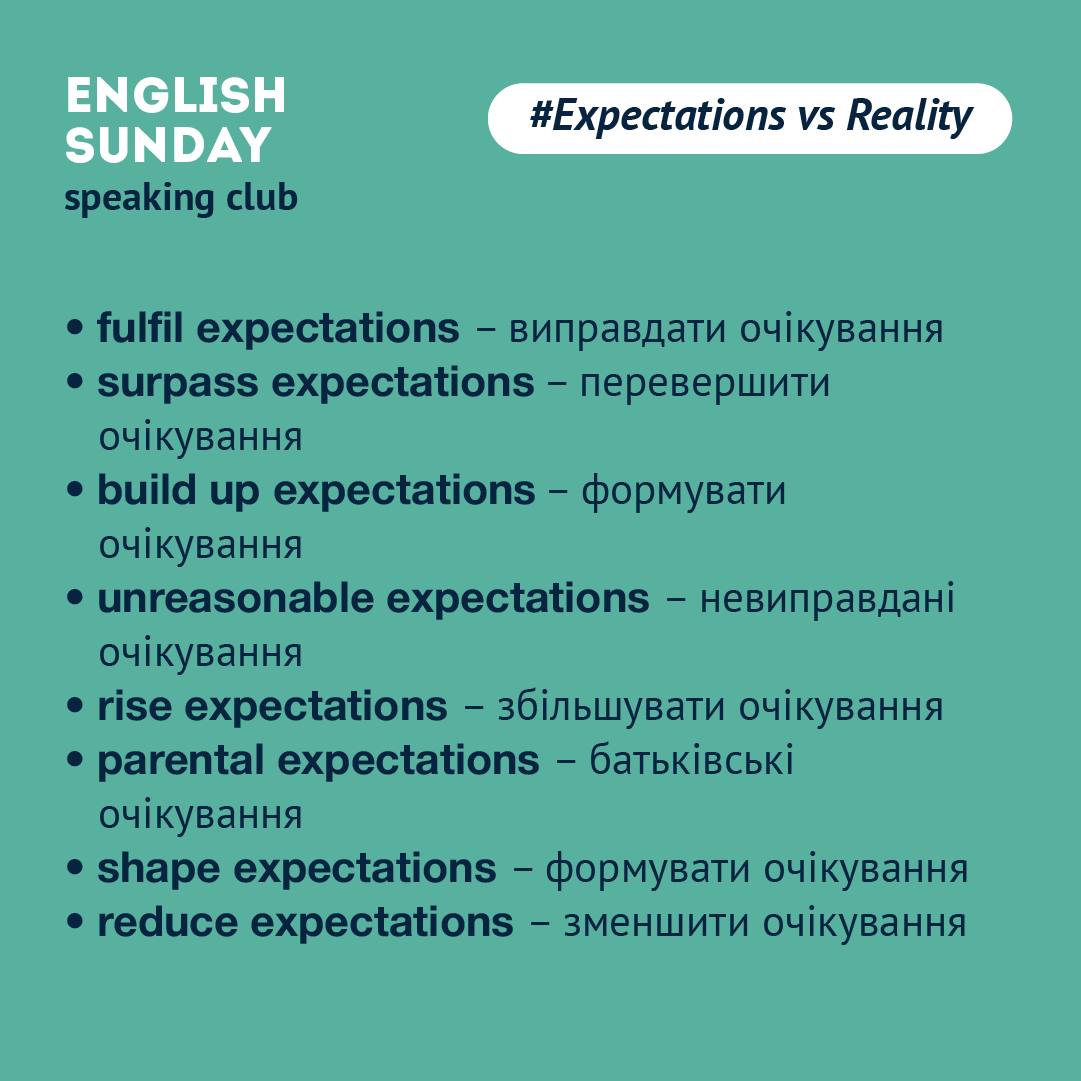 ENGLISH
SUNDAY
speaking club
#Expectations vs Reality
• fulfil expectations – виправдати очікування
• surpass expectations – перевершити
очікування
• build up expectations – формувати
очікування
• unreasonable expectations – невиправдані
очікування
• rise expectations – збільшувати очікування
• parental expectations – батьківські
очікування
• shape expectations – формувати очікування
• reduce expectations – зменшити очікування